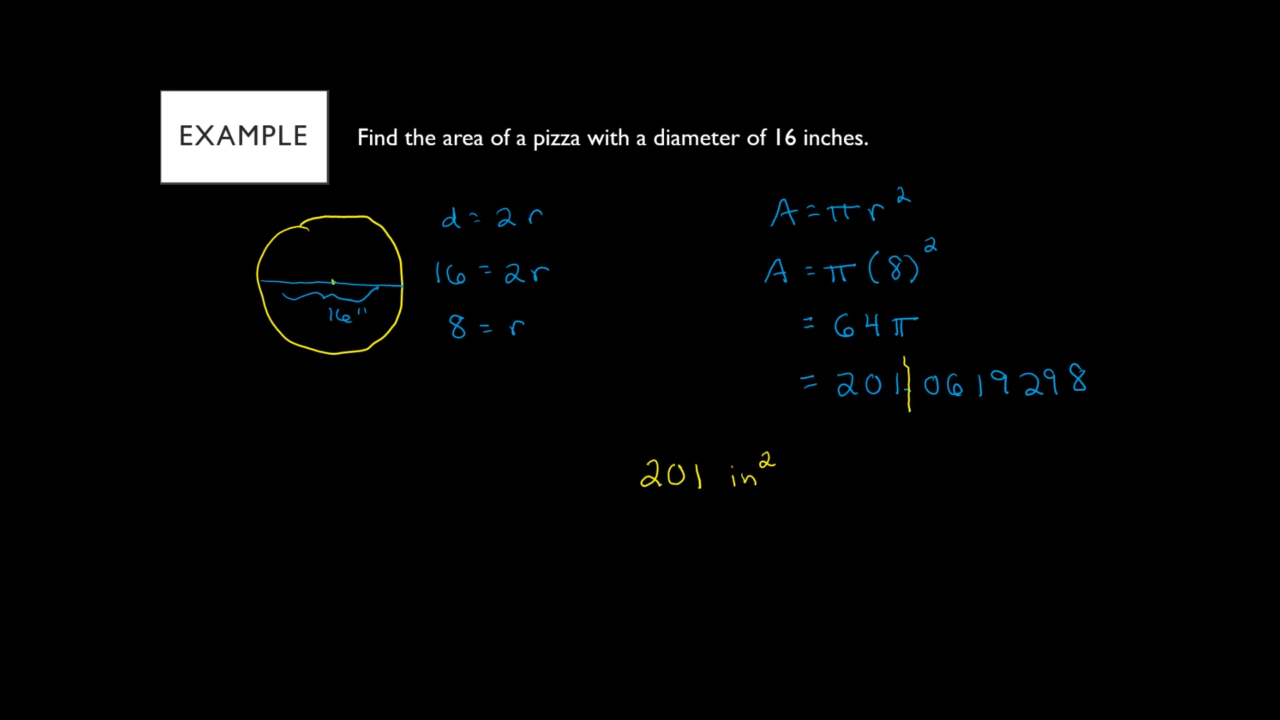 EXAMPLE
Find the area of a pizza with a diameter of 16 inches.
16"
d = 2r
16 = 2r
8 = r
A = πr²
A = π(8)²
= 64π
= 201.0619298
201 in²